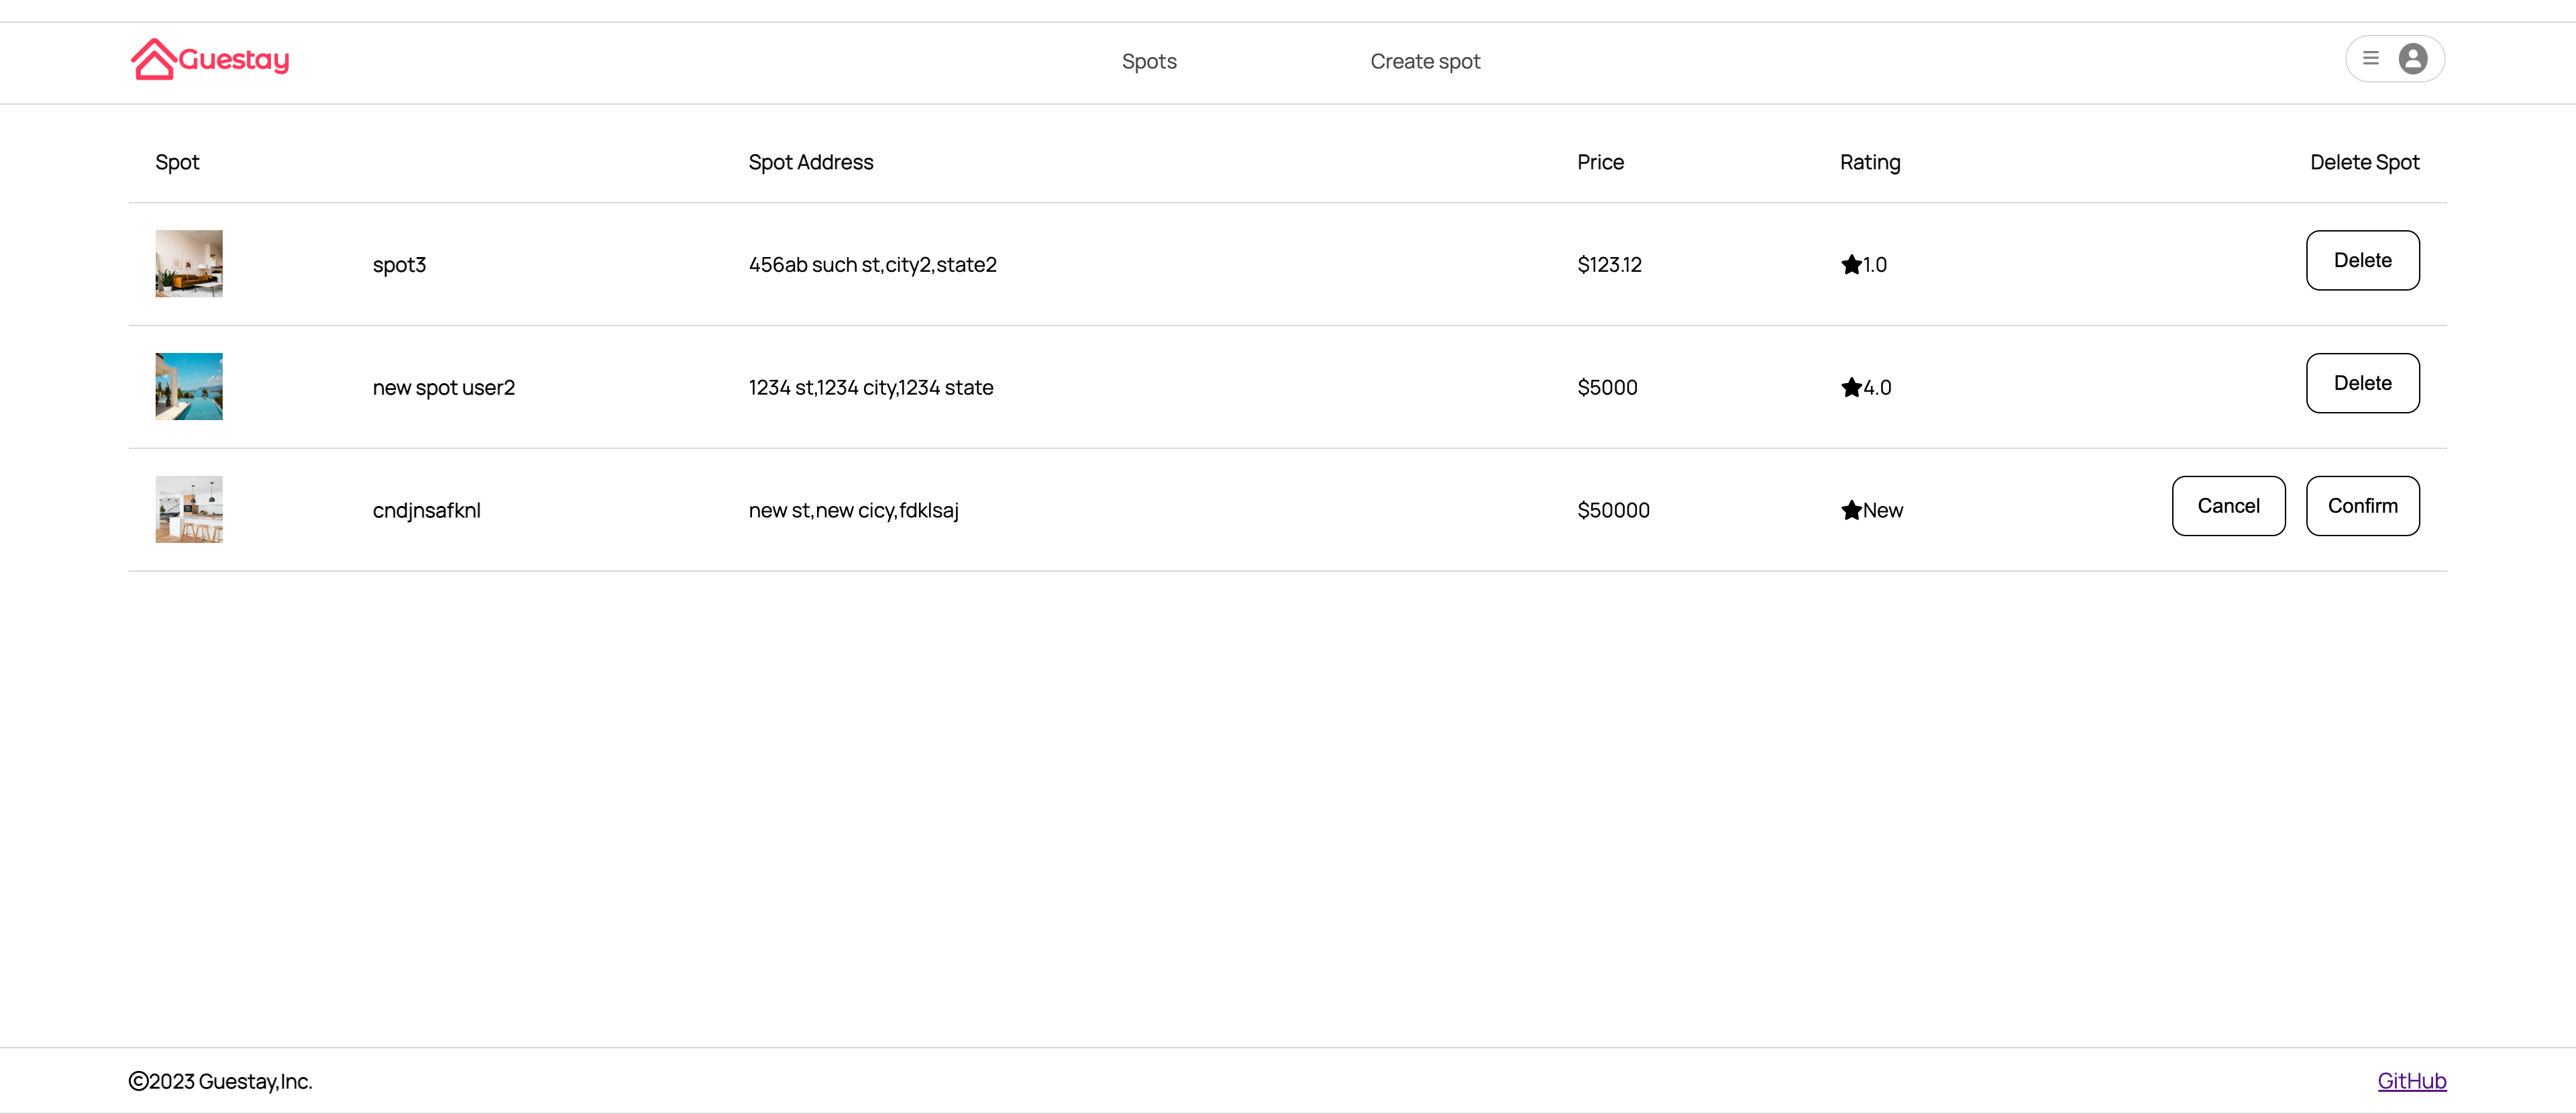 Guestay Spots Create spot
Spot Spot Address Price Rating Delete Spot
spot3 456ab such st,city2,state2 $123.12 ★1.0 Delete
new spot user2 1234 st,1234 city,1234 state $5000 ★4.0 Delete
cndjnsafknl new st,new cicy,fdklsaj $50000 ★New Cancel Confirm
©2023 Guestay,Inc. GitHub